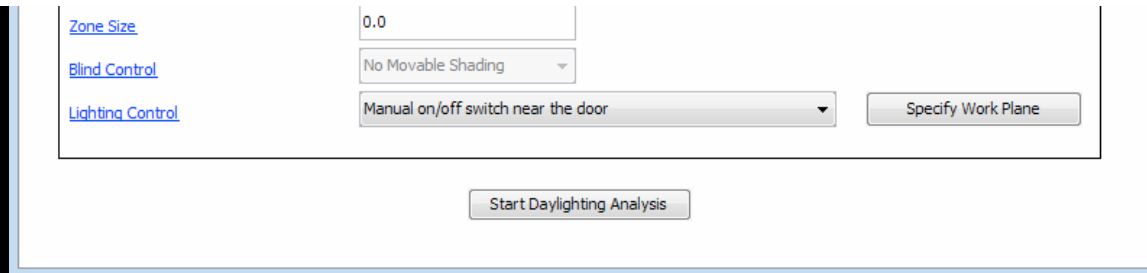 Zone Size 0.0
Blind Control No Movable Shading
Lighting Control Manual on/off switch near the door Specify Work Plane
Start Daylighting Analysis